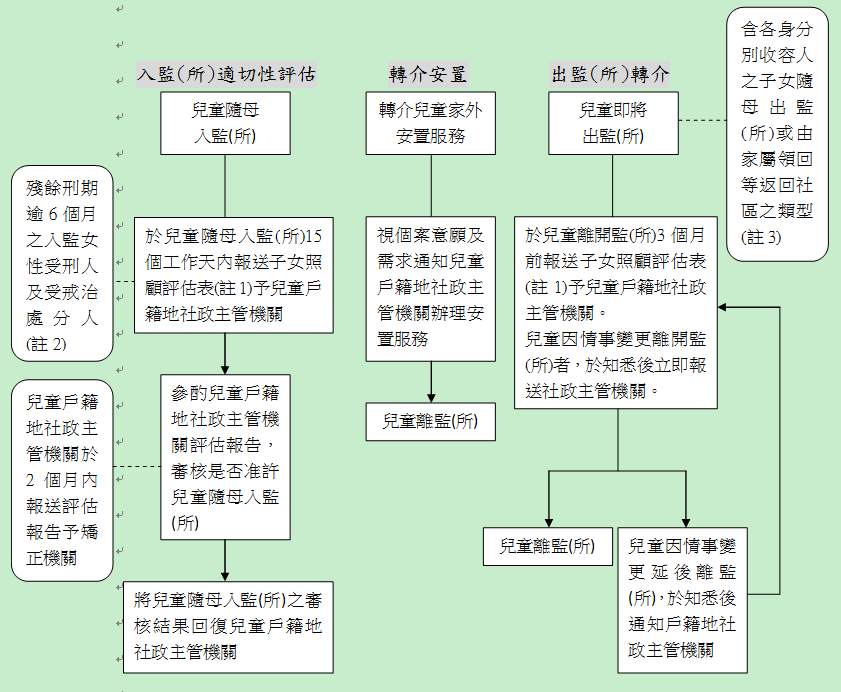 入監(所)適切性評估
兒童隨母
入監(所)
殘餘刑期
逾6個月
之入監女
性受刑人
及受戒治
處分人
(註2)
於兒童隨母入監(所)15
個工作天內報送子女照
顧評估表(註1)予兒童戶
籍地社政主管機關
兒童戶籍
地社政主
管機關於
2個月內
報送評估
報告予矯
正機關
參酌兒童戶籍
地社政主管機
關評估報告，
審核是否准許
兒童隨母入監
(所)
將兒童隨母入監(所)之審
核結果回復兒童戶籍地
社政主管機關
轉介安置
轉介兒童家外
安置服務
視個案意願及
需求通知兒童
戶籍地社政主
管機關辦理安
置服務
兒童離監(所)
出監(所)轉介
兒童即將
出監(所)
含各身分
別收容人
之子女隨
母出監
(所)或由
家屬領回
等返回社
區之類型
(註3)
於兒童離開監(所)3個月
前報送子女照顧評估表
(註1)予兒童戶籍地社政
主管機關。
兒童因情事變更離開監
(所)者，於知悉後立即報
送社政主管機關。
兒童離監(所)
兒童因情事變
更延後離監
(所)，於知悉後
通知戶籍地社
政主管機關